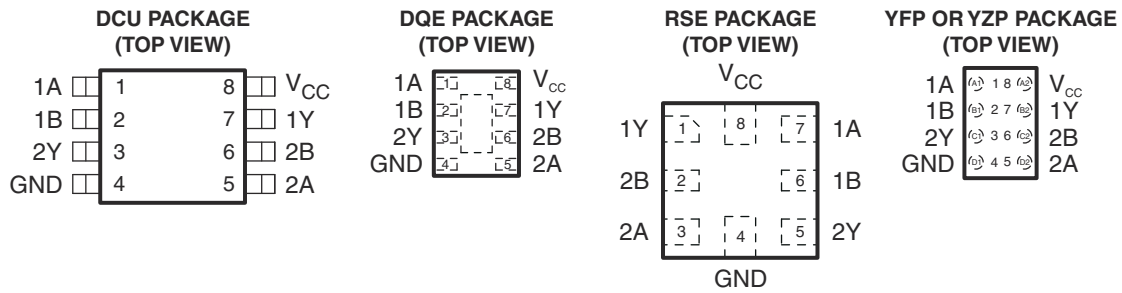 DCU PACKAGE
(TOP VIEW)
1A 1 8 VCC
1B 2 7 1Y
2Y 3 6 2B
GND 4 5 2A
DQE PACKAGE
(TOP VIEW)
1A 1 8 VCC
1B 2 7 1Y
2Y 3 6 2B
GND 4 5 2A
RSE PACKAGE
(TOP VIEW)
VCC
1Y 1 8 7 1A
2B 2 6 1B
2A 3 4 5 2Y
GND
YFP OR YZP PACKAGE
(TOP VIEW)
1A A1 1 8 A2 VCC
1B B1 2 7 B2 1Y
2Y C1 3 6 C2 2B
GND D1 4 5 D2 2A